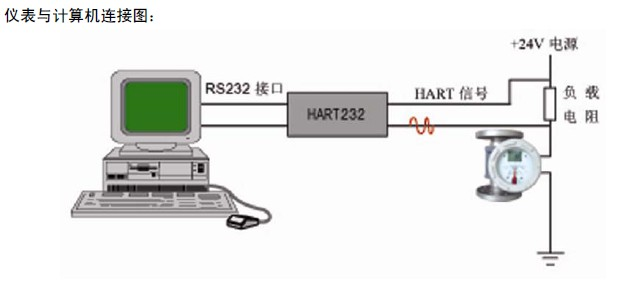 仪表与计算机连接图：
+24V 电源
RS232 接口
HART 信号
负 载
电 阻
HART232